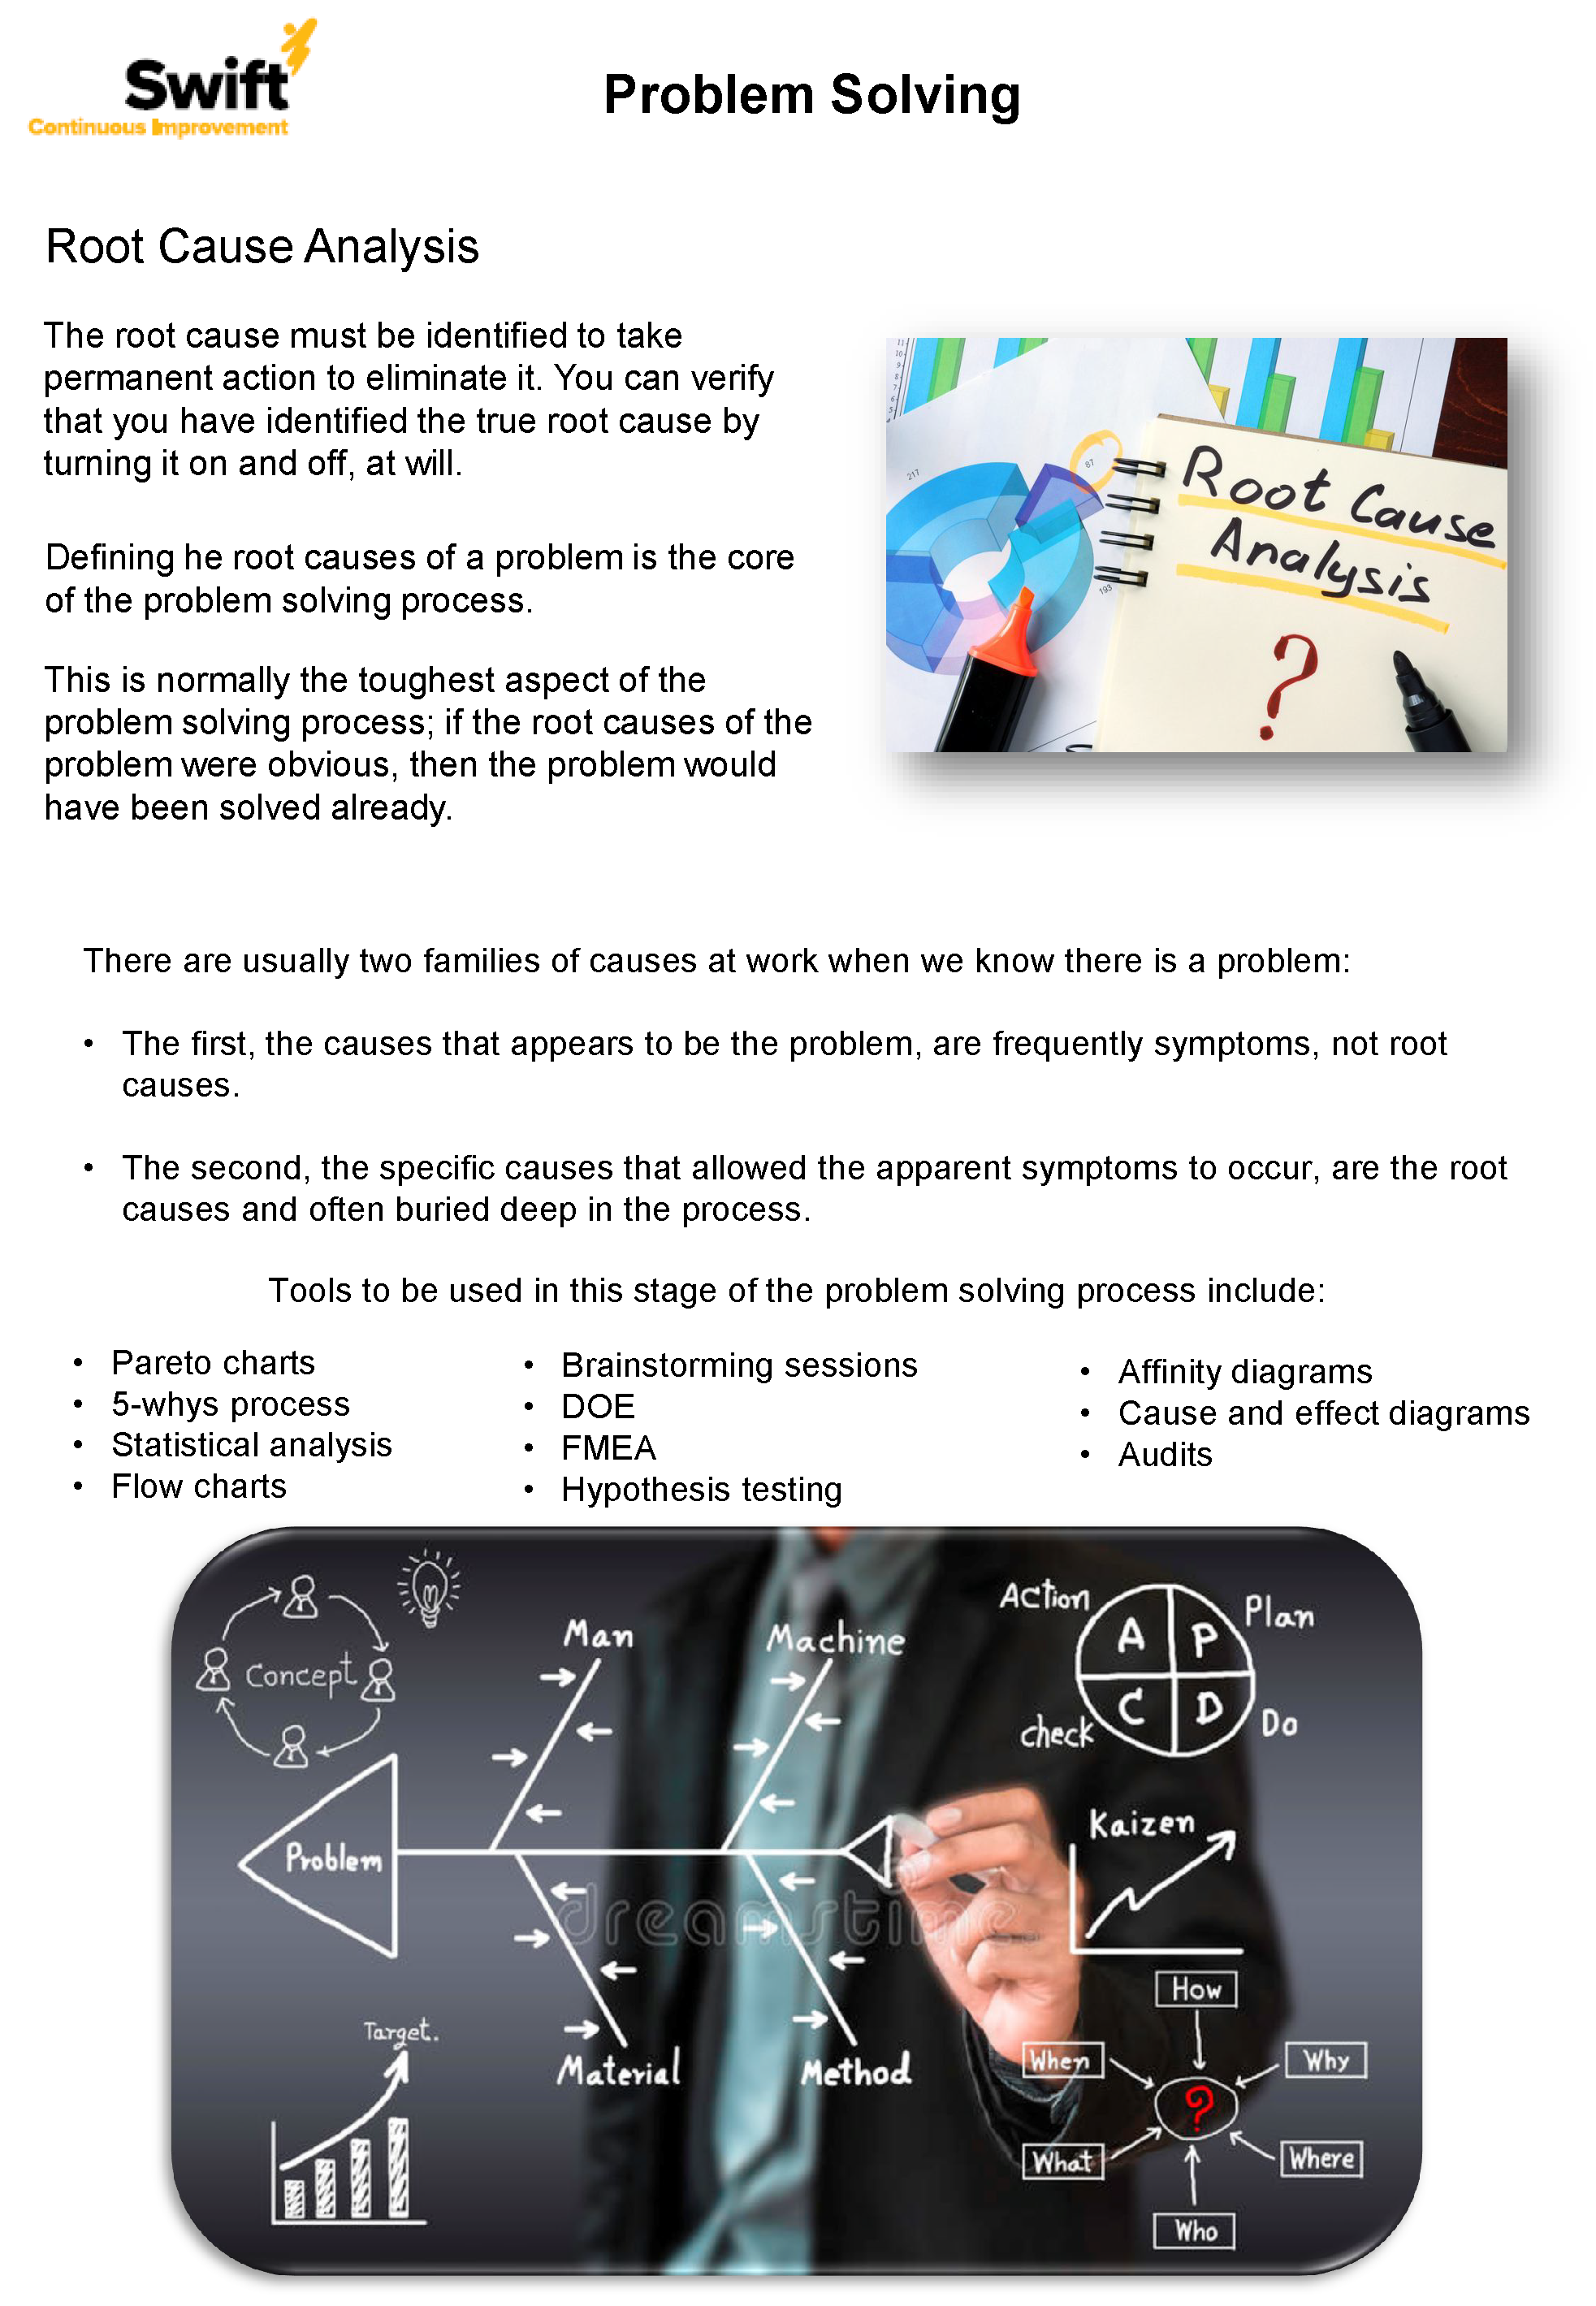 Swift
Continuous Improvement
Problem Solving
Root Cause Analysis
The root cause must be identified to take
permanent action to eliminate it. You can verify
that you have identified the true root cause by
turning it on and off, at will.
Defining he root causes of a problem is the core
of the problem solving process.
This is normally the toughest aspect of the
problem solving process; if the root causes of the
problem were obvious, then the problem would
have been solved already.
217
87
193
Root Cause
Analysis
?
There are usually two families of causes at work when we know there is a problem:
• The first, the causes that appears to be the problem, are frequently symptoms, not root
causes.
• The second, the specific causes that allowed the apparent symptoms to occur, are the root
causes and often buried deep in the process.
Tools to be used in this stage of the problem solving process include:
• Pareto charts
• 5-whys process
• Statistical analysis
• Flow charts
• Brainstorming sessions
• DOE
• FMEA
• Hypothesis testing
• Affinity diagrams
• Cause and effect diagrams
• Audits
Concept
Man
Machine
Problem
Material
Method
Action
Plan
A P
C D
check
Do
Kaizen
dreamstime.
Target.
How
When
Why
?
What
Where
Who